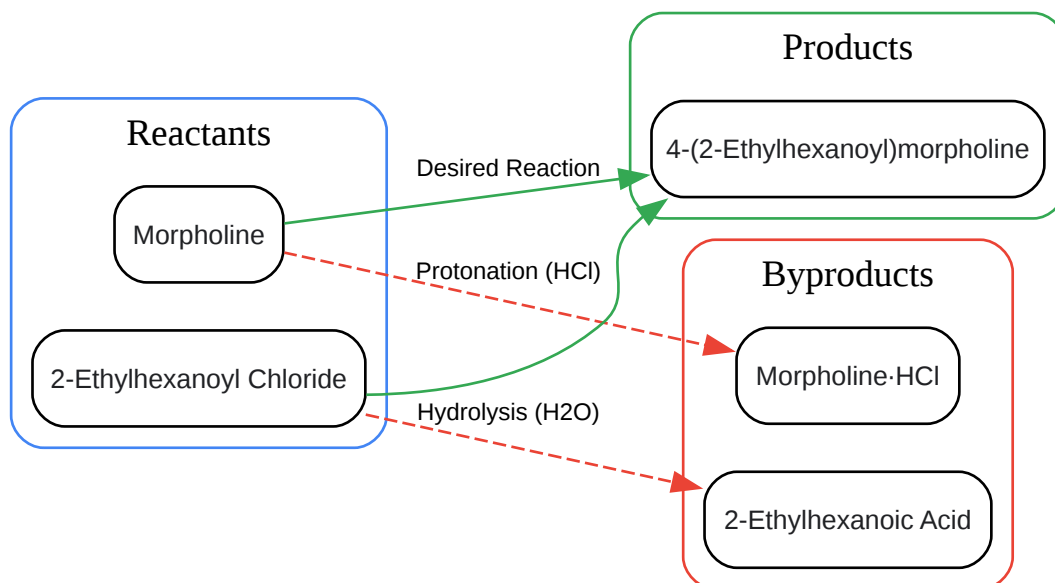 Products
Reactants
4-(2-Ethylhexanoyl)morpholine
Desired Reaction
Morpholine
Protonation (HCl)
Byproducts
2-Ethylhexanoyl Chloride
Morpholine·HCl
Hydrolysis (H2O)
2-Ethylhexanoic Acid